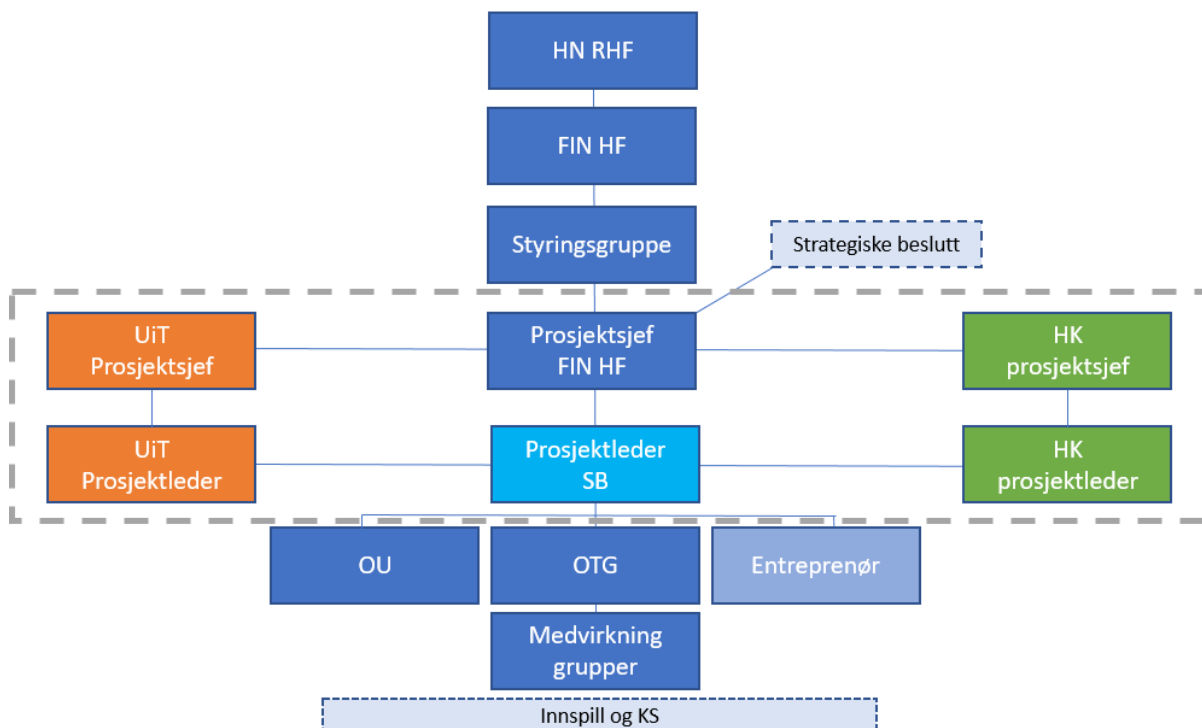 HN RHF
FIN HF
Styringsgruppe
Strategiske beslutt
UiT
Prosjektsjef
Prosjektsjef
FIN HF
HK
prosjektsjef
UiT
Prosjektleder
Prosjektleder
SB
HK
prosjektleder
OU
OTG
Entreprenør
Medvirkning
grupper
Innspill og KS